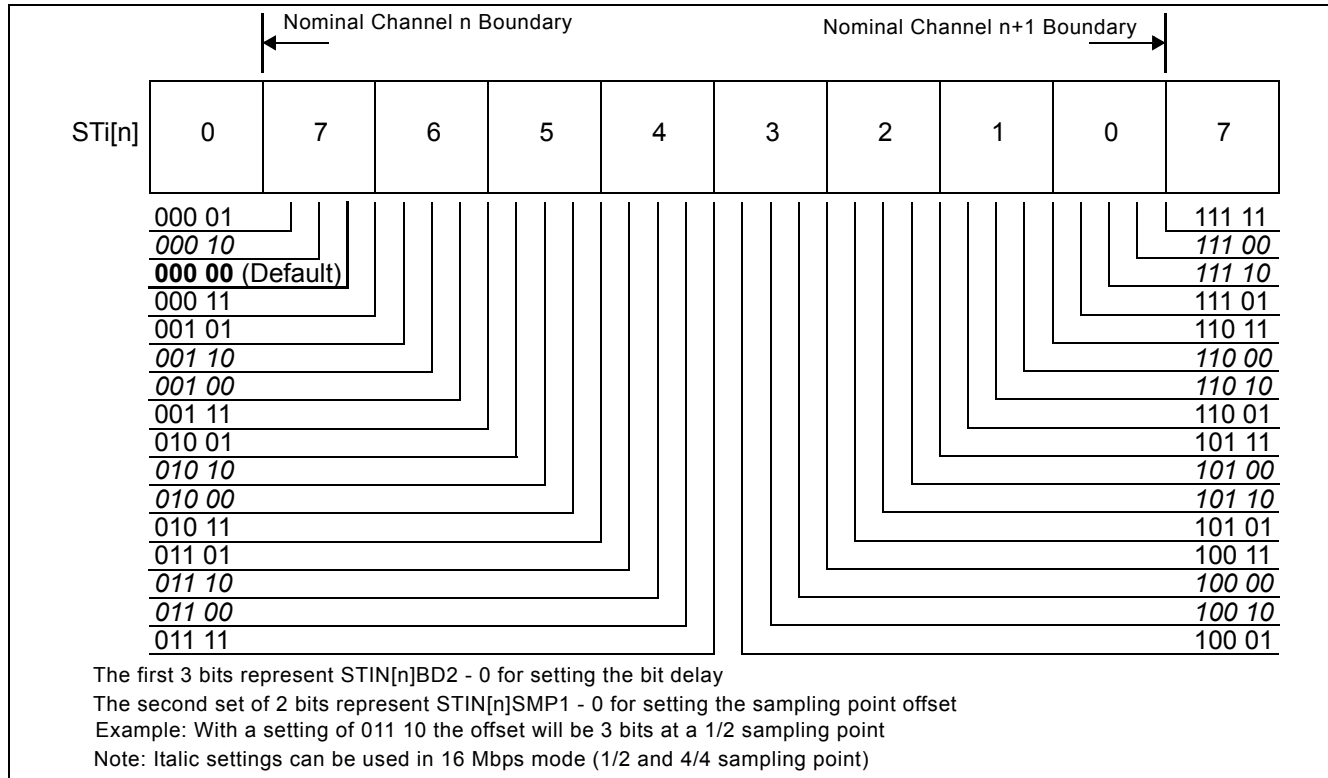 Nominal Channel n Boundary
Nominal Channel n+1 Boundary
STi[n] 0 7 6 5 4 3 2 1 0 7
000 01 111 11
000 10 111 00
000 00 (Default) 111 10
000 11 111 01
001 01 110 11
001 10 110 00
001 00 110 10
001 11 110 01
010 01 101 11
010 10 101 00
010 00 101 10
010 11 101 01
011 01 100 11
011 10 100 00
011 00 100 10
011 11 100 01
The first 3 bits represent STIN[n]BD2 - 0 for setting the bit delay
The second set of 2 bits represent STIN[n]SMP1 - 0 for setting the sampling point offset
Example: With a setting of 011 10 the offset will be 3 bits at a 1/2 sampling point
Note: Italic settings can be used in 16 Mbps mode (1/2 and 4/4 sampling point)